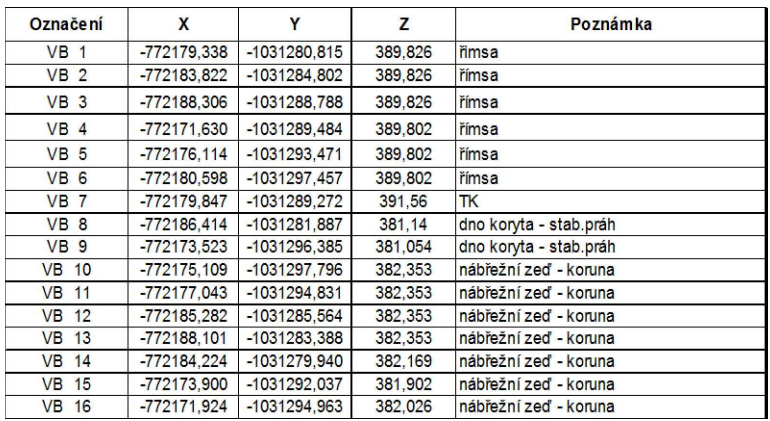 Označení X Y Z Poznámka
VB 1 -772179,338 -1031280,815 389,826 římsa
VB 2 -772183,822 -1031284,802 389,826 římsa
VB 3 -772188,306 -1031288,788 389,826 římsa
VB 4 -772171,630 -1031289,484 389,802 římsa
VB 5 -772176,114 -1031293,471 389,802 římsa
VB 6 -772180,598 -1031297,457 389,802 římsa
VB 7 -772179,847 -1031289,272 391,56 TK
VB 8 -772186,414 -1031281,887 381,14 dno koryta - stab.práh
VB 9 -772173,523 -1031296,385 381,054 dno koryta - stab.práh
VB 10 -772175,109 -1031297,796 382,353 nábřežní zeď - koruna
VB 11 -772177,043 -1031294,831 382,353 nábřežní zeď - koruna
VB 12 -772185,282 -1031285,564 382,353 nábřežní zeď - koruna
VB 13 -772188,101 -1031283,388 382,353 nábřežní zeď - koruna
VB 14 -772184,224 -1031279,940 382,169 nábřežní zeď - koruna
VB 15 -772173,900 -1031292,037 381,902 nábřežní zeď - koruna
VB 16 -772171,924 -1031294,963 382,026 nábřežní zeď - koruna